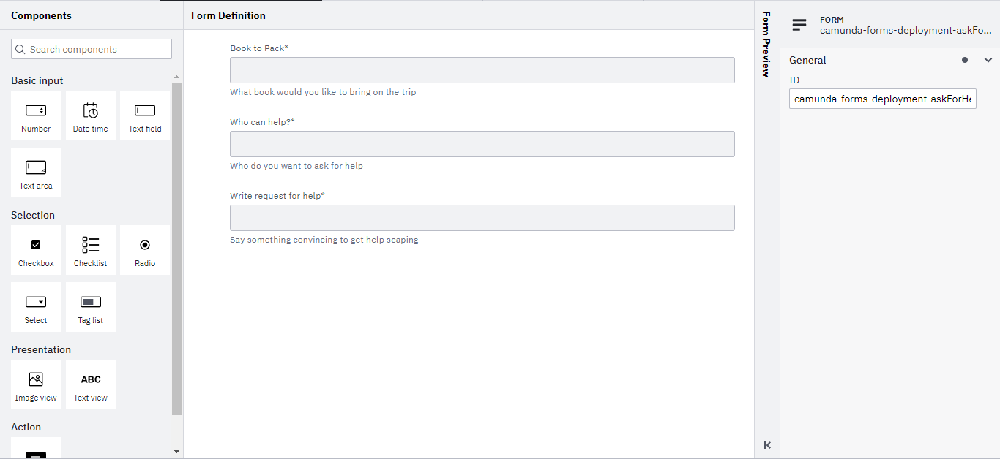 Components
Search components
Basic input
Number
Date time
Text field
Text area
Selection
Checkbox
Checklist
Radio
Select
Tag list
Presentation
Image view
ABC
Text view
Action
Form Definition
Book to Pack*
What book would you like to bring on the trip
Who can help?*
Who do you want to ask for help
Write request for help*
Say something convincing to get help scaping
Form Preview
FORM
camunda-forms-deployment-askFo...
General
ID
camunda-forms-deployment-askForHe